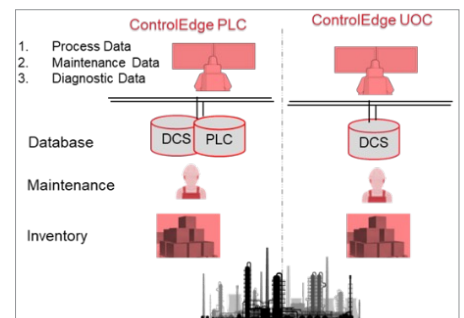 ControlEdge PLC
ControlEdge UOC
1. Process Data
2. Maintenance Data
3. Diagnostic Data
Database
DCS
PLC
DCS
Maintenance
Inventory